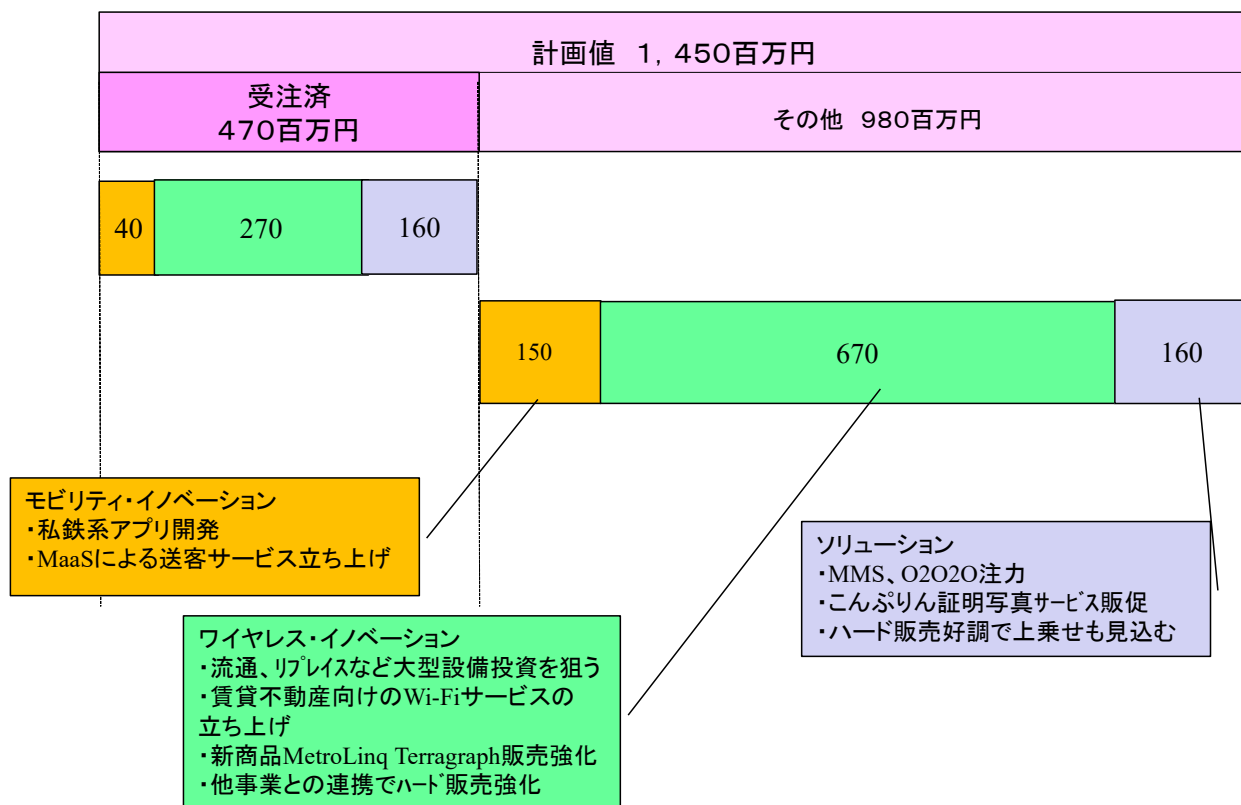 計画値　１，４５０百万円
受注済
４７０百万円
その他　９８０百万円
40
270
160
150
670
160
モビリティ・イノベーション
・私鉄系アプリ開発
・MaaSによる送客サービス立ち上げ
ソリューション
・MMS、O2O2O注力
・こんぷりん証明写真ｻｰﾋﾞｽ販促
・ハード販売好調で上乗せも見込む
ワイヤレス・イノベーション
・流通、ﾘﾌﾟﾚｲｽなど大型設備投資を狙う
・賃貸不動産向けのWi-Fiサービスの
立ち上げ
・新商品MetroLinq Terragraph販売強化
・他事業との連携でﾊｰﾄﾞ販売強化